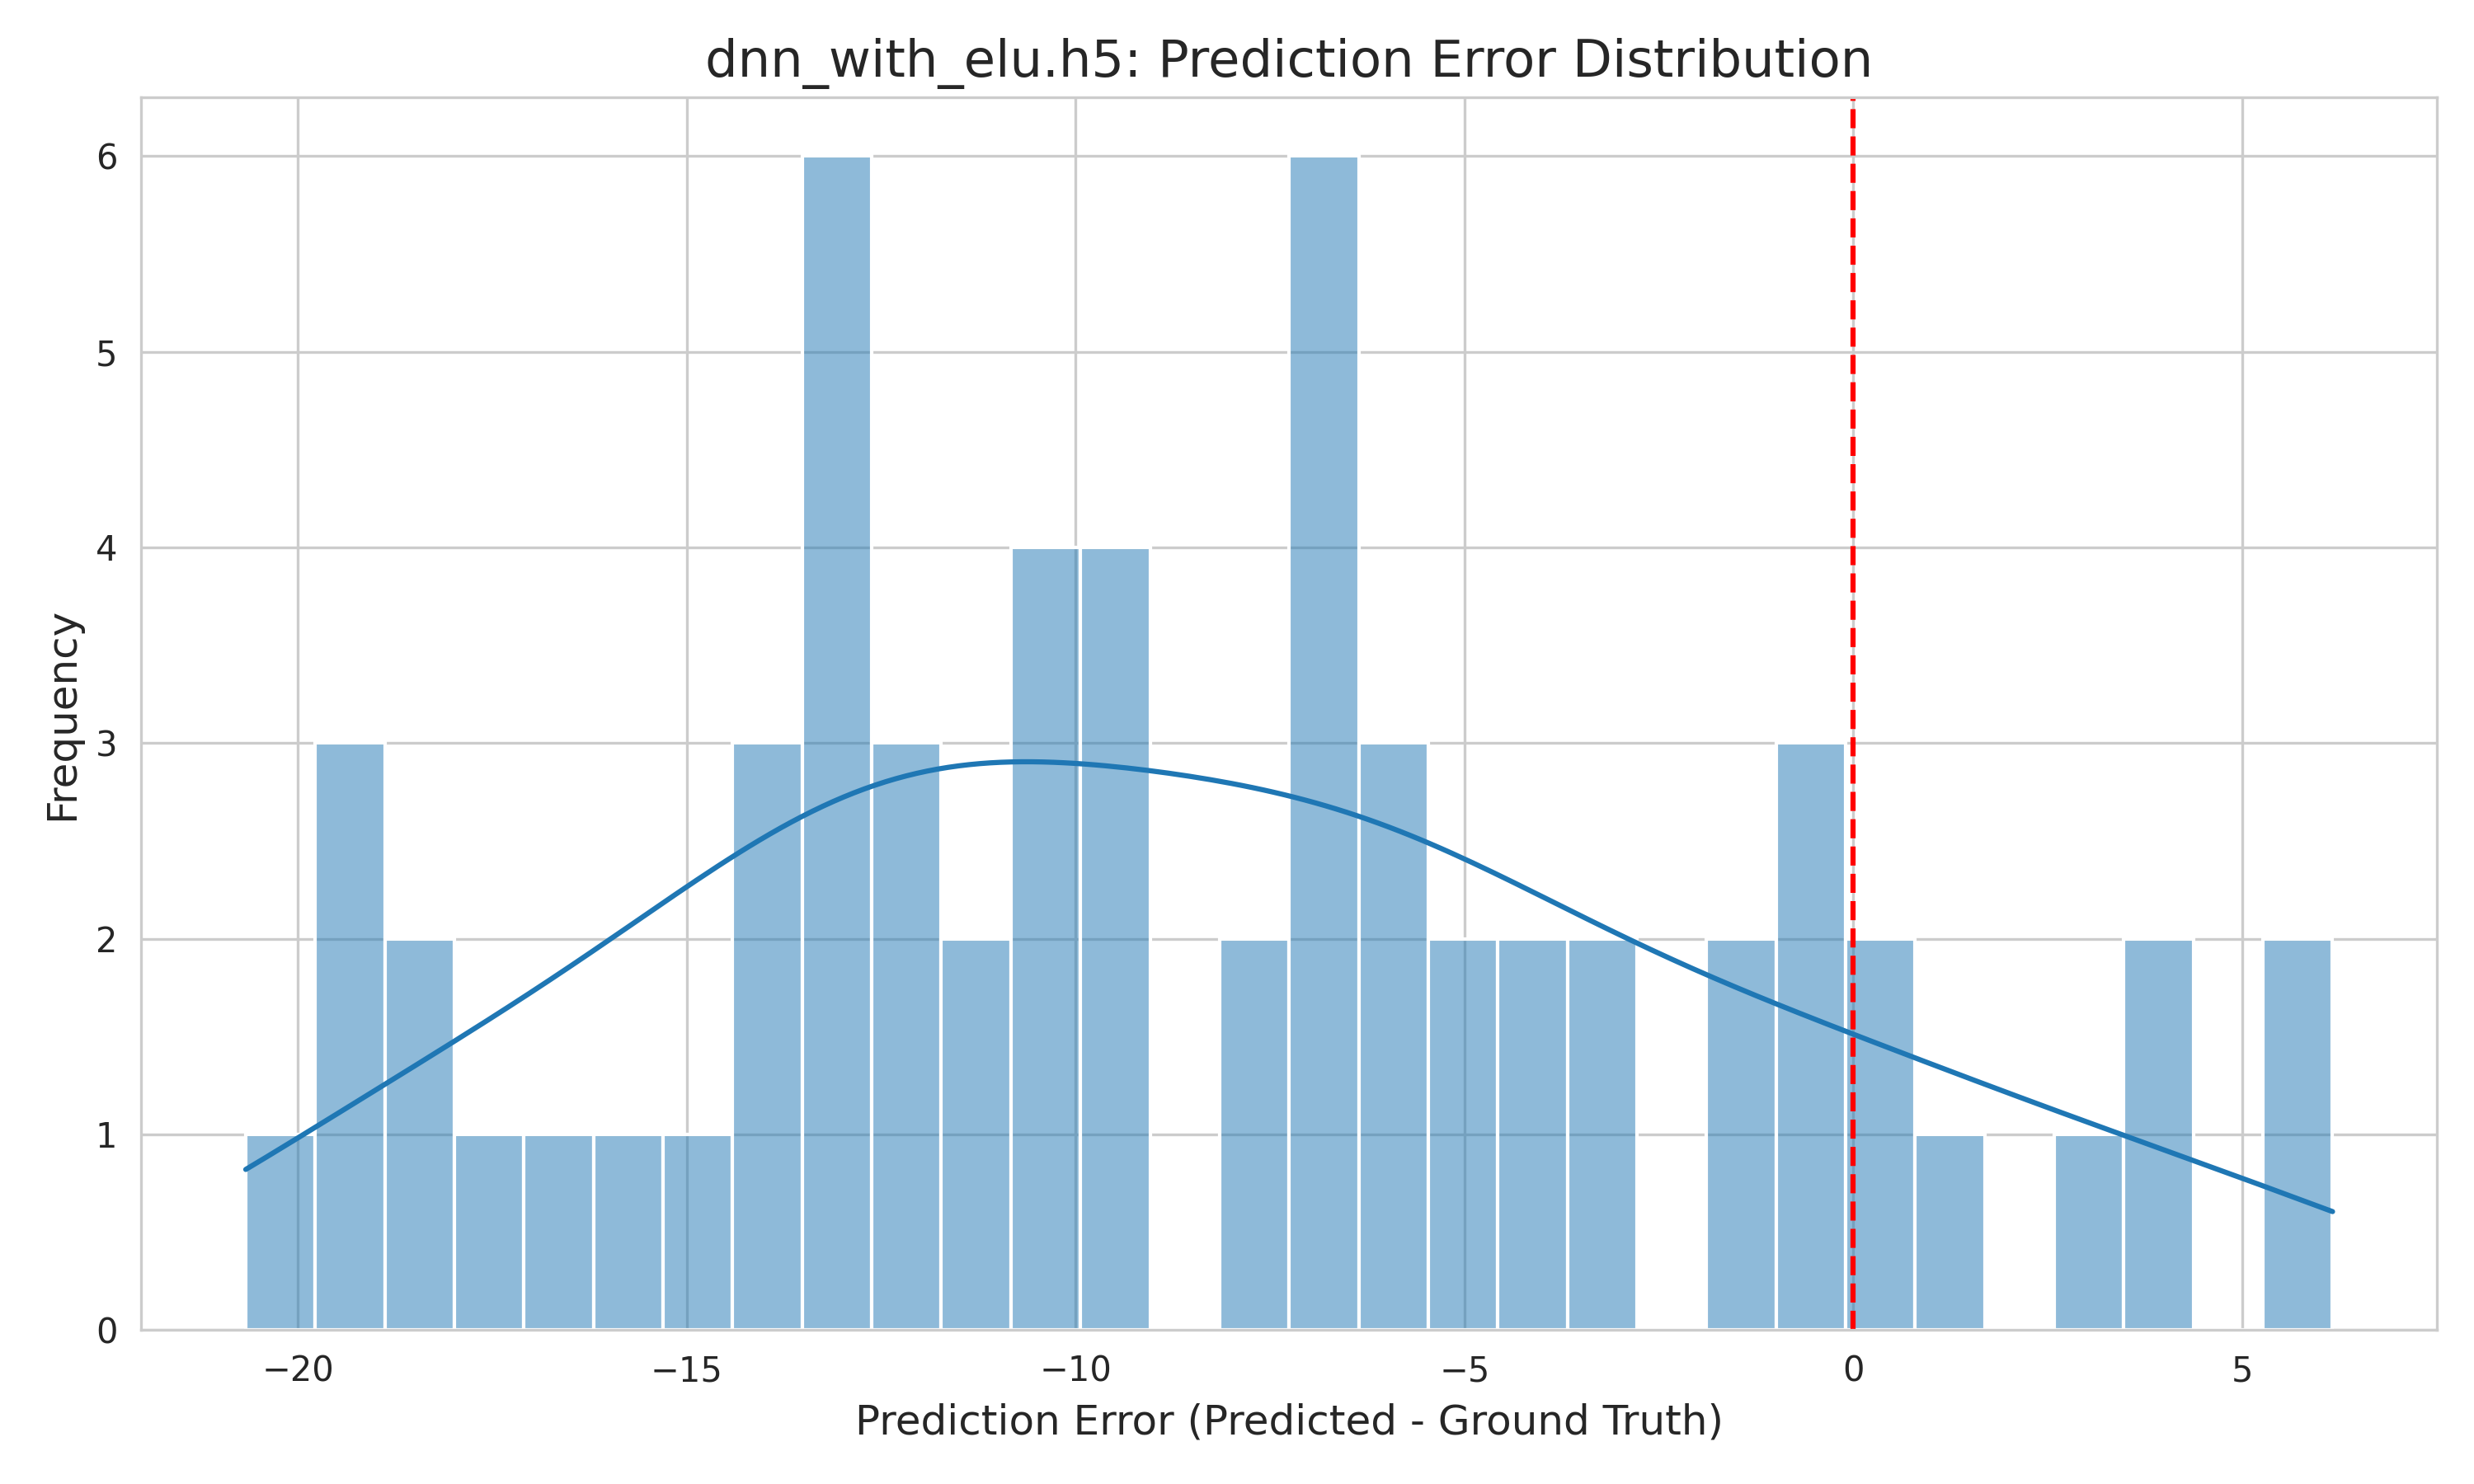 dnn_with_elu.h5: Prediction Error Distribution
Frequency
6
5
4
3
2
1
0
−20 −15 −10 −5 0 5
Prediction Error (Predicted - Ground Truth)